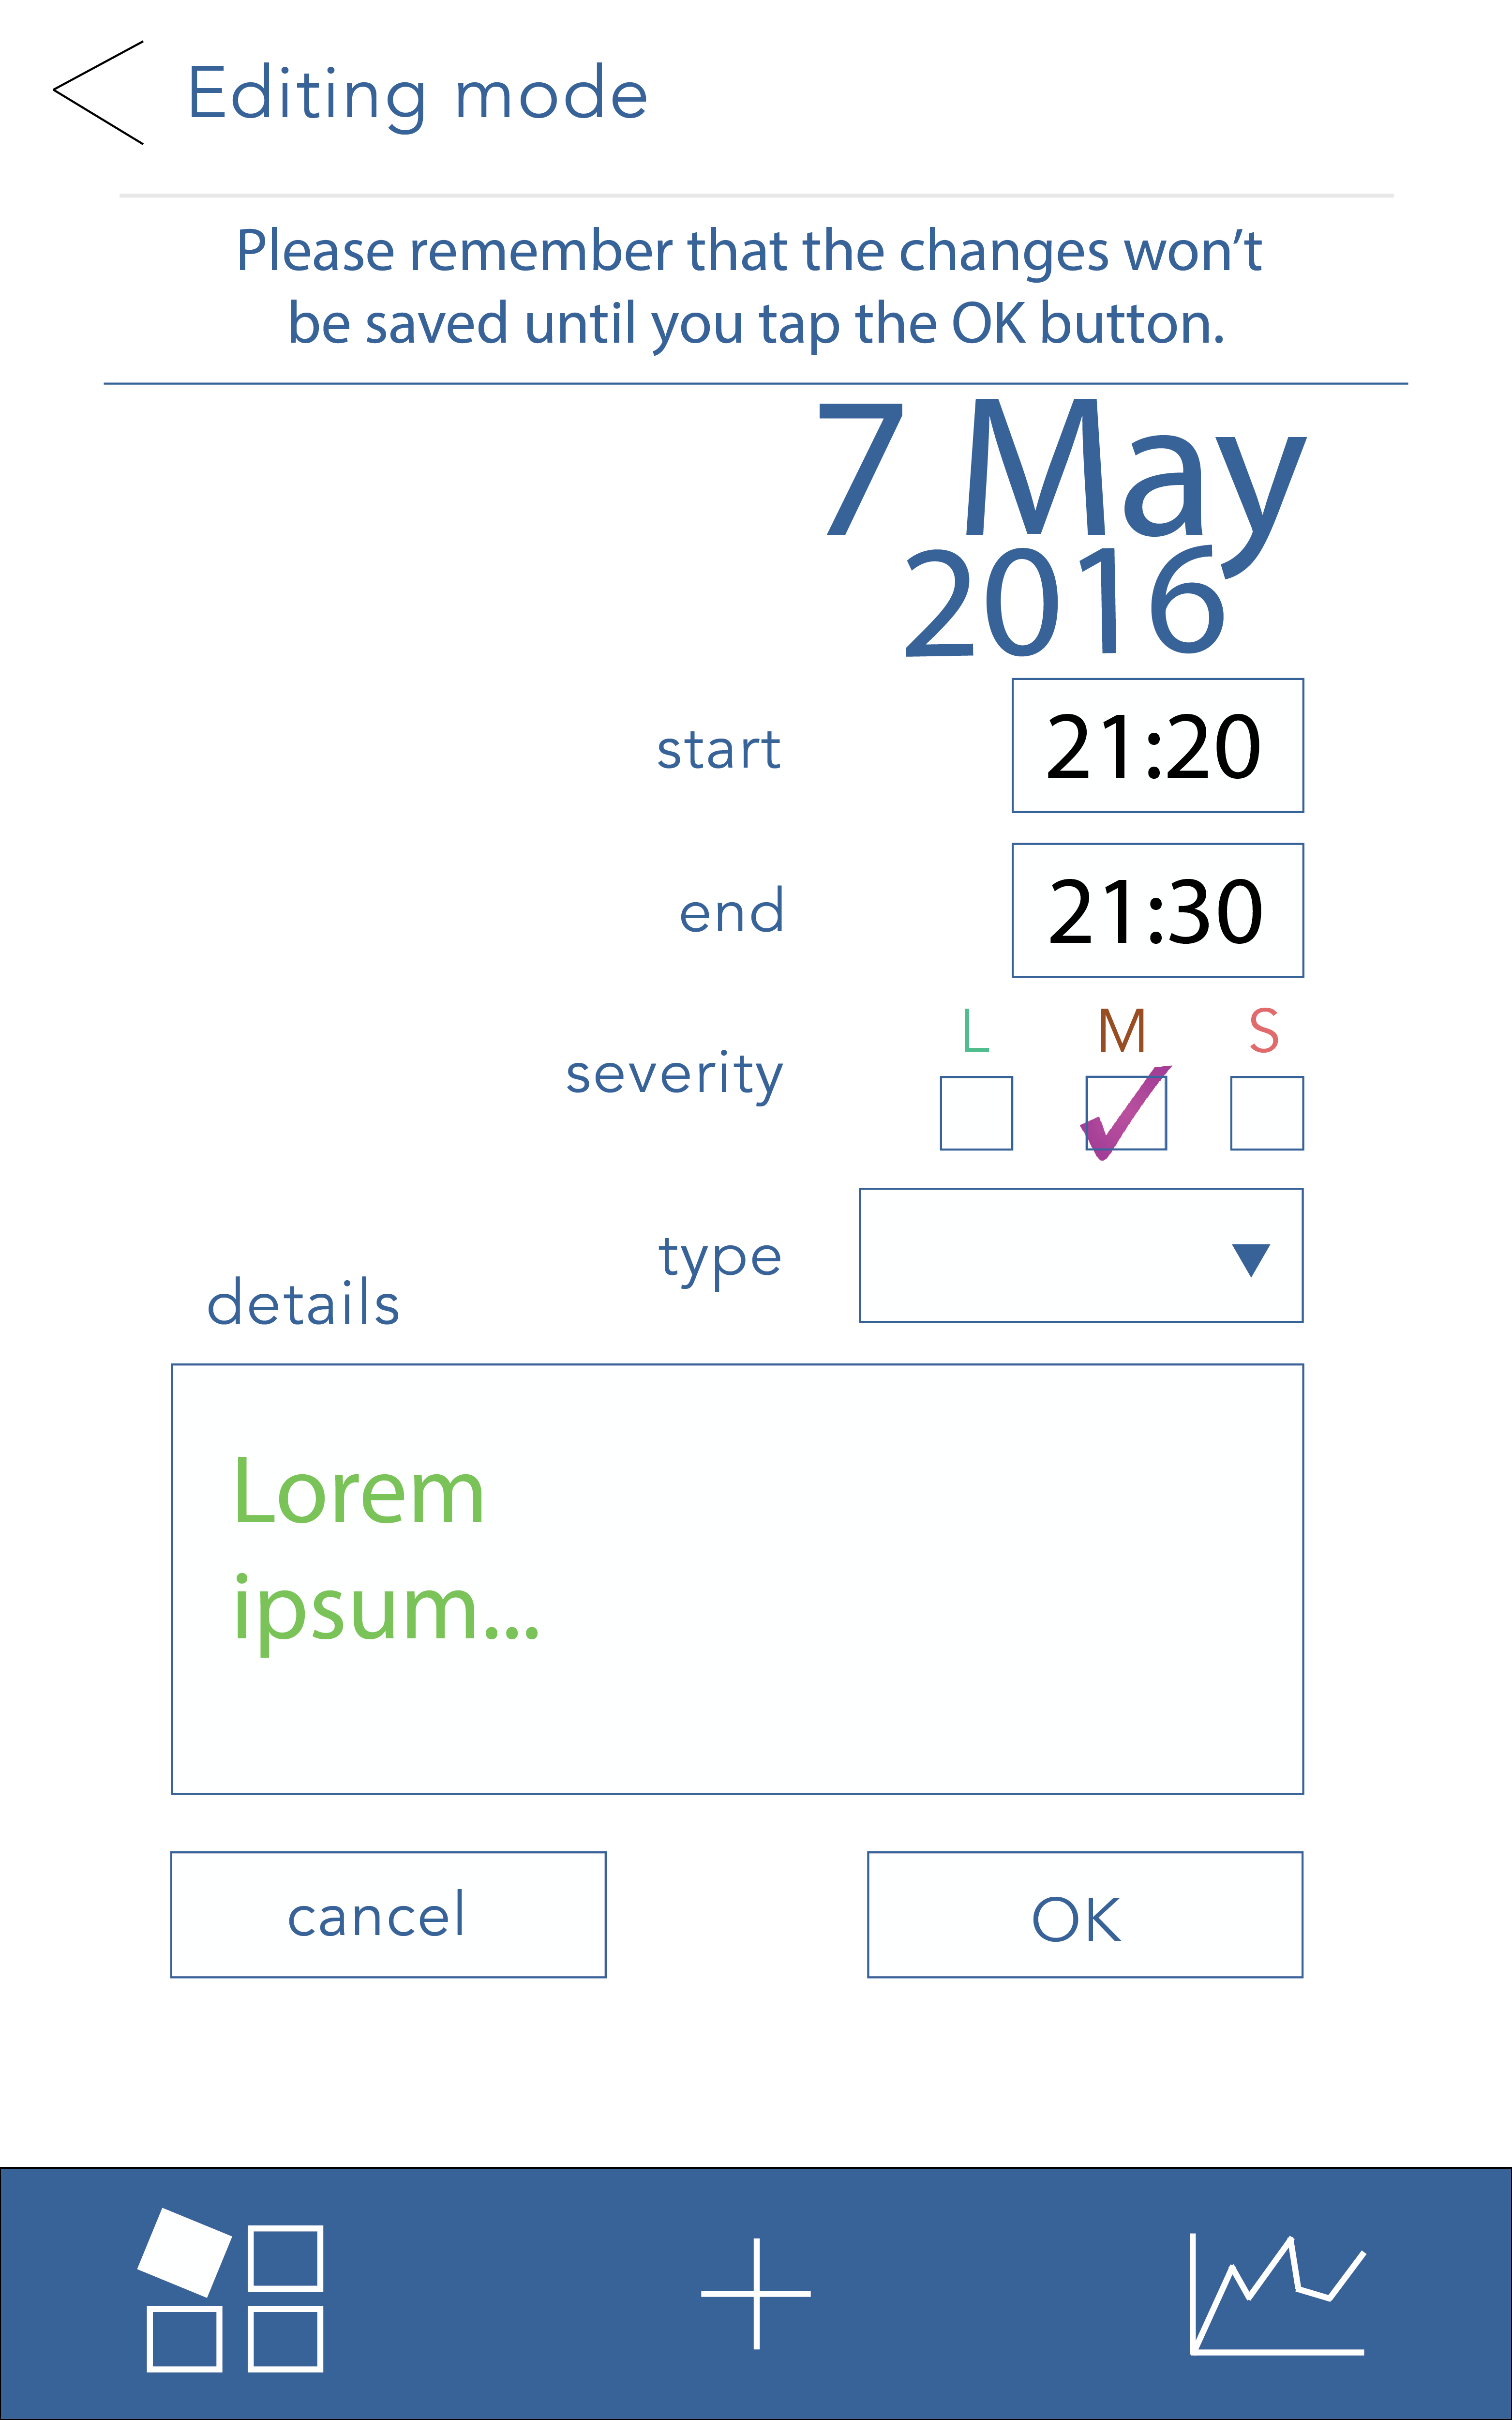 Editing mode
Please remember that the changes won’t
be saved until you tap the OK button.
7 May
2016
start
21:20
end
21:30
L M S
severity
type
details
Lorem
ipsum...
cancel
OK